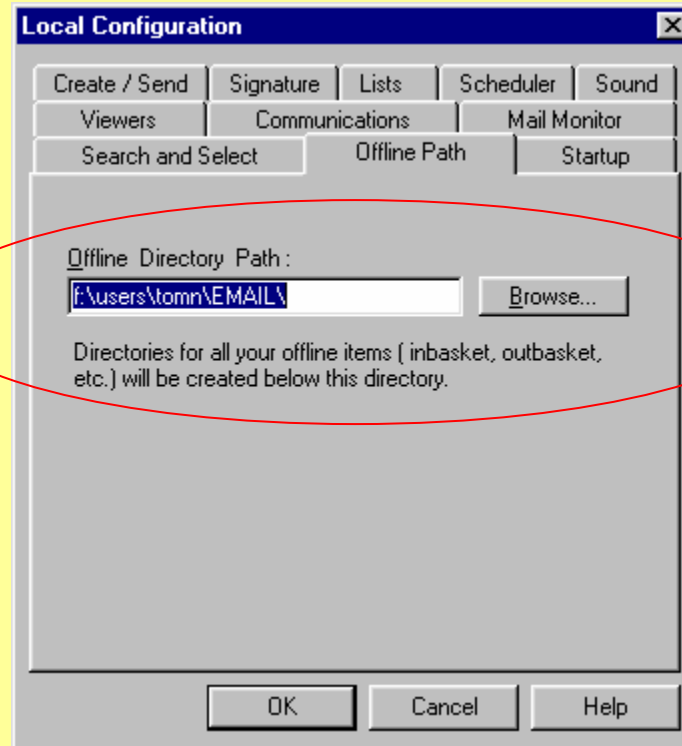 Local Configuration
Create / Send Signature Lists Scheduler Sound
Viewers Communications Mail Monitor
Search and Select Offline Path Startup
Offline Directory Path :
f:\users\tomn\EMAIL\ Browse...
Directories for all your offline items ( inbasket, outbasket,
etc.) will be created below this directory.
OK Cancel Help